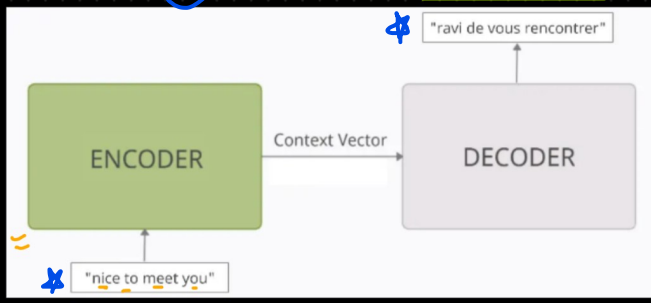 "ravi de vous rencontrer"
ENCODER
Context Vector
DECODER
"nice to meet you"